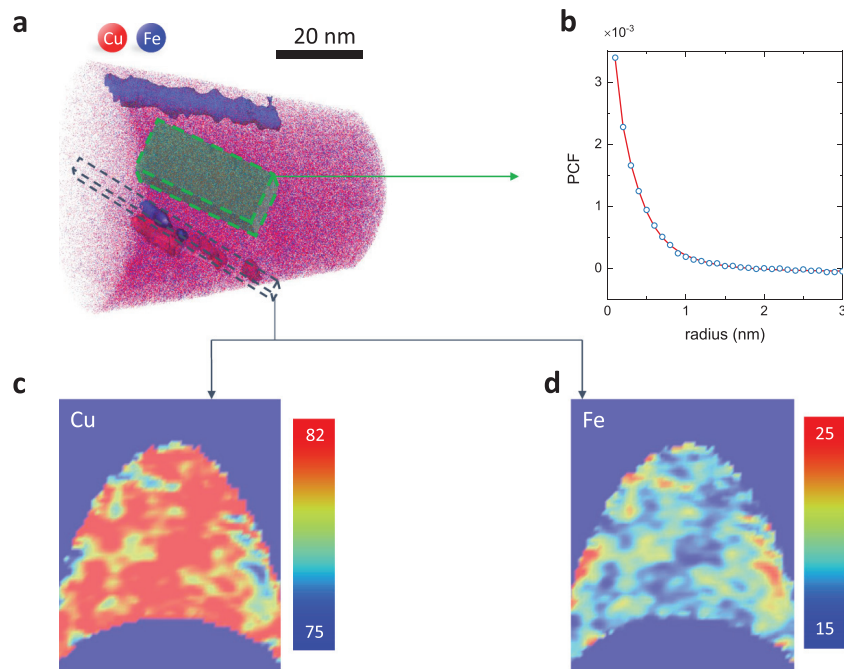 a
Cu Fe
20 nm
b
×10⁻³
3
2
1
0
PCF
0 1 2 3
radius (nm)
c
Cu
82
75
d
Fe
25
15